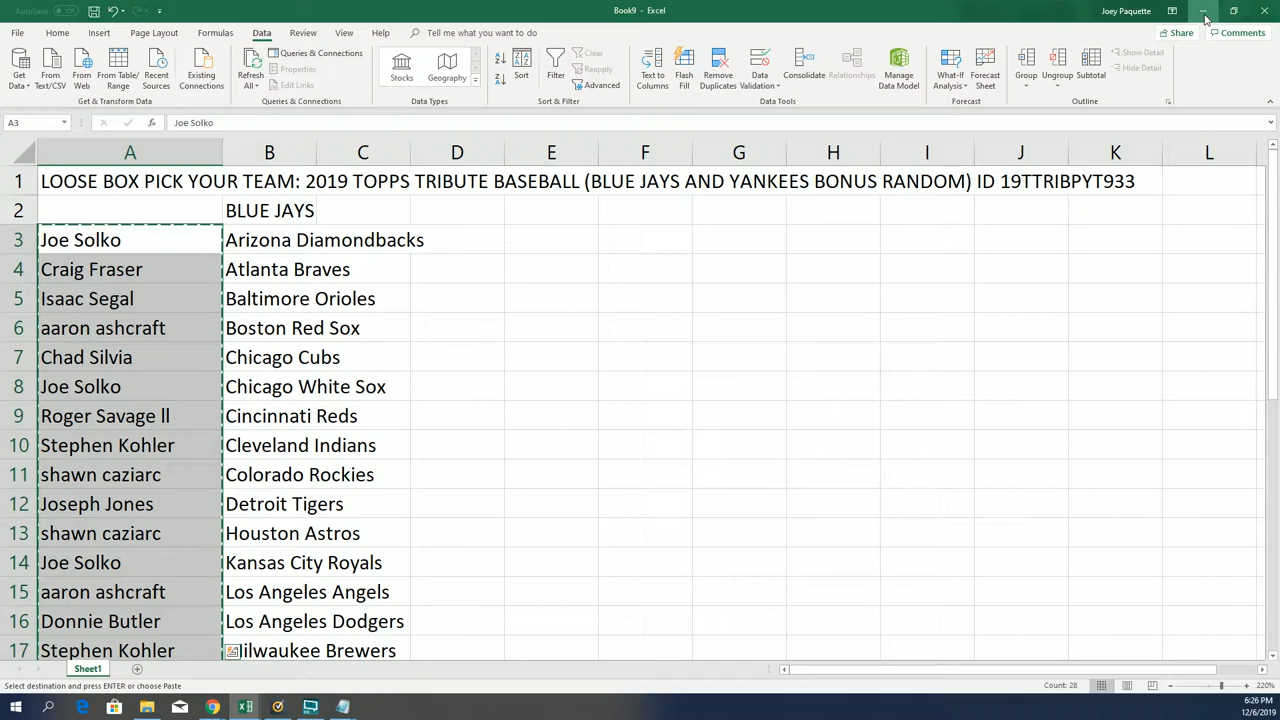 AutoSave Off Book9 - Excel Joey Paquette
File Home Insert Page Layout Formulas Data Review View Help Tell me what you want to do Share Comments
Get Data From Text/CSV From Web From Table/Range Recent Sources Existing Connections Refresh All Queries & Connections Properties Edit Links Stocks Geography Sort Filter Clear Reapply Advanced Text to Columns Flash Fill Remove Duplicates Data Validation Consolidate Relationships Manage Data Model What-If Analysis Forecast Sheet Group Ungroup Subtotal Show Detail Hide Detail
Get & Transform Data Queries & Connections Data Types Sort & Filter Data Tools Forecast Outline
A3 fx Joe Solko
A B C D E F G H I J K L
1 LOOSE BOX PICK YOUR TEAM: 2019 TOPPS TRIBUTE BASEBALL (BLUE JAYS AND YANKEES BONUS RANDOM) ID 19TTRIBPYT933
2 BLUE JAYS
3 Joe Solko Arizona Diamondbacks
4 Craig Fraser Atlanta Braves
5 Isaac Segal Baltimore Orioles
6 aaron ashcraft Boston Red Sox
7 Chad Silvia Chicago Cubs
8 Joe Solko Chicago White Sox
9 Roger Savage ll Cincinnati Reds
10 Stephen Kohler Cleveland Indians
11 shawn caziarc Colorado Rockies
12 Joseph Jones Detroit Tigers
13 shawn caziarc Houston Astros
14 Joe Solko Kansas City Royals
15 aaron ashcraft Los Angeles Angels
16 Donnie Butler Los Angeles Dodgers
17 Stephen Kohler ilwaukee Brewers
Sheet1
Select destination and press ENTER or choose Paste Count: 28 220%
6:26 PM
12/6/2019